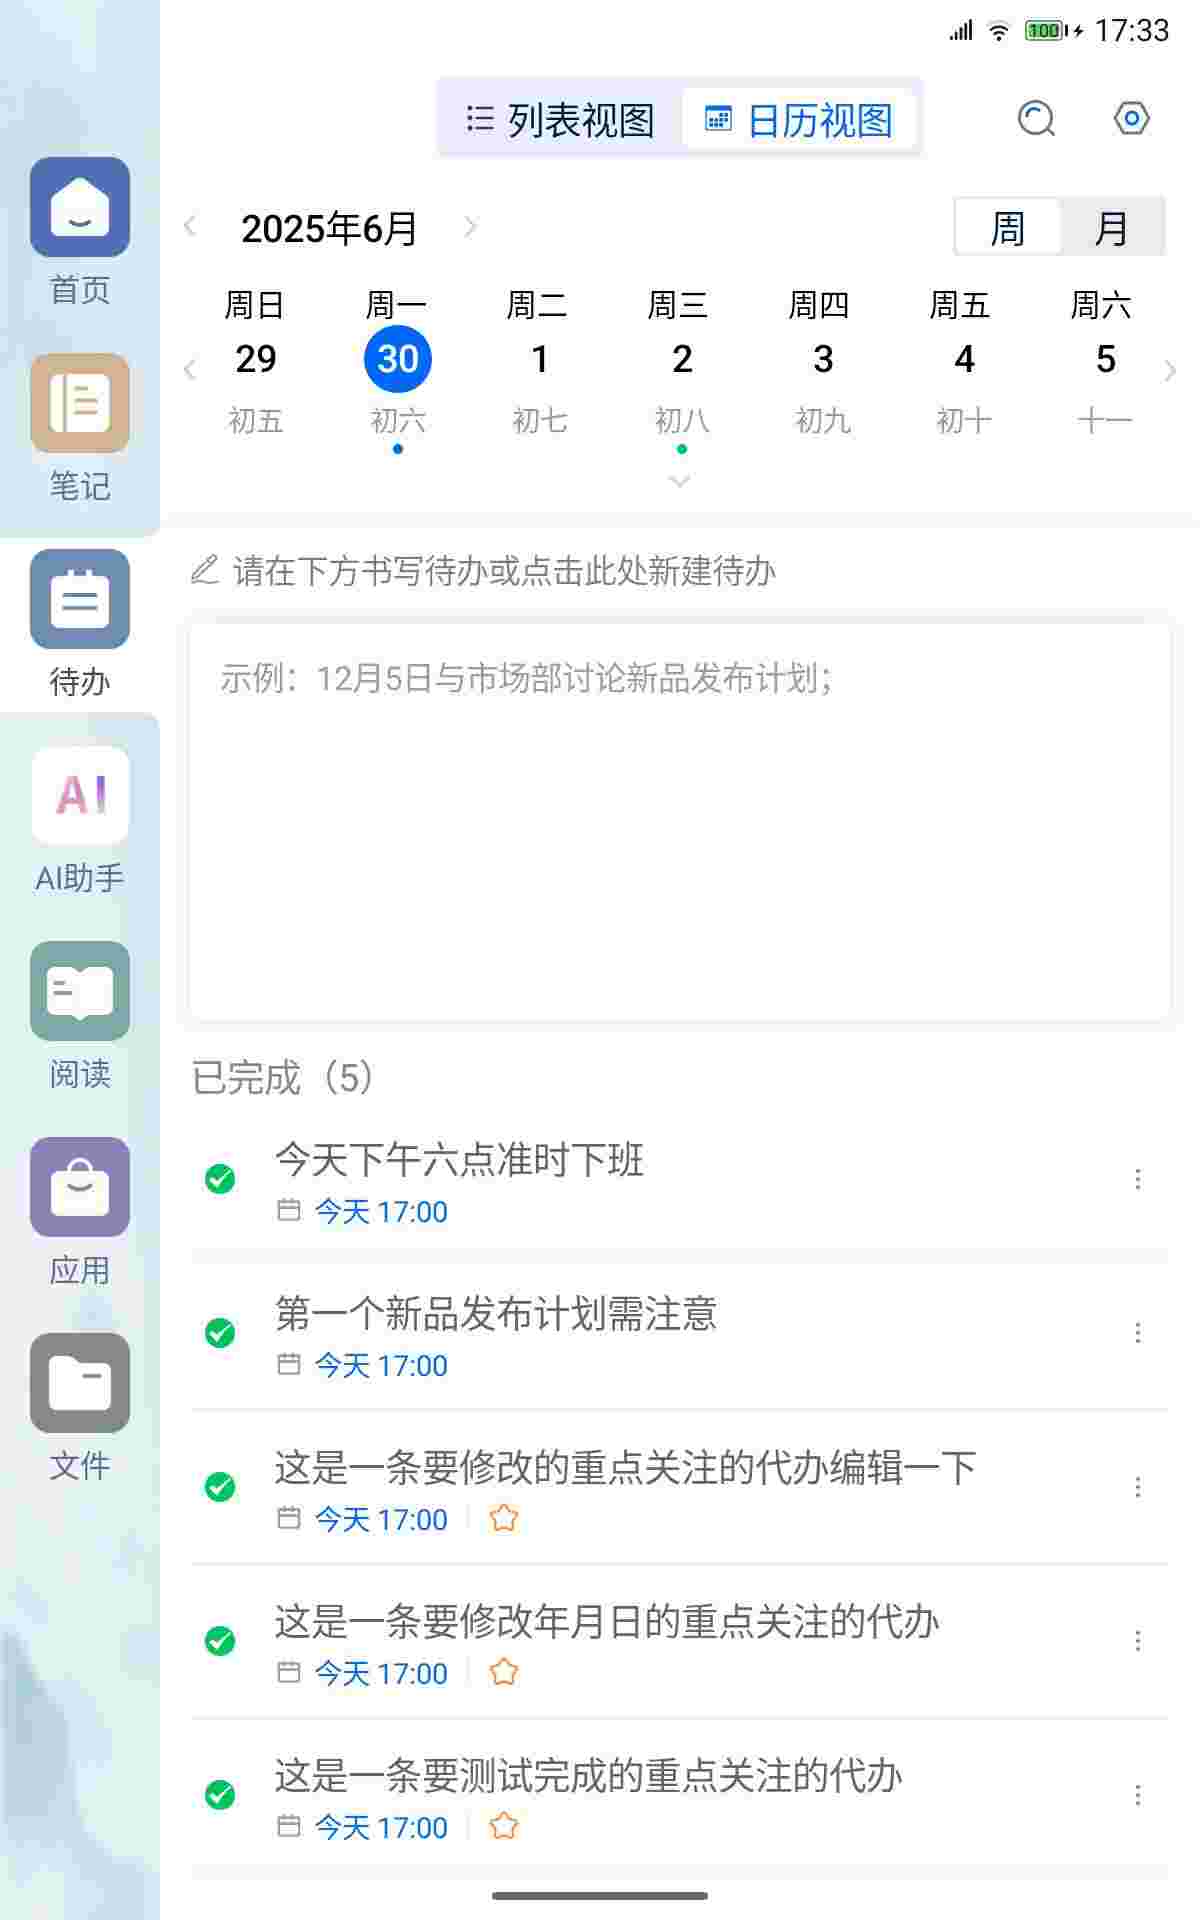 100 17:33
列表视图 日历视图
2025年6月 周 月
周日 周一 周二 周三 周四 周五 周六
29 30 1 2 3 4 5
初五 初六 初七 初八 初九 初十 十一
请在下方书写待办或点击此处新建待办
示例：12月5日与市场部讨论新品发布计划；
首页
笔记
待办
AI
AI助手
阅读
应用
文件
已完成（5）
今天下午六点准时下班
今天 17:00
第一个新品发布计划需注意
今天 17:00
这是一条要修改的重点关注的代办编辑一下
今天 17:00
这是一条要修改年月日的重点关注的代办
今天 17:00
这是一条要测试完成的重点关注的代办
今天 17:00